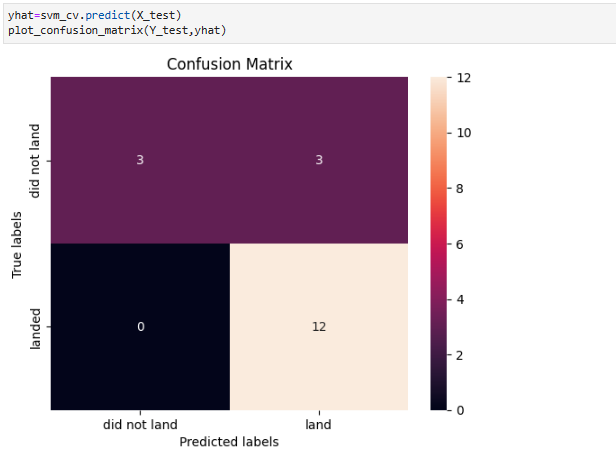 yhat=svm_cv.predict(X_test)
plot_confusion_matrix(Y_test,yhat)
Confusion Matrix
12
10
8
6
4
2
0
True labels
did not land
landed
3
3
0
12
did not land
land
Predicted labels